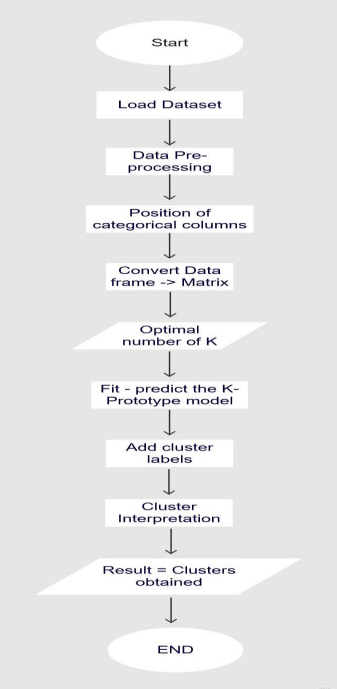 Start
Load Dataset
Data Pre-
processing
Position of
categorical columns
Convert Data
frame -> Matrix
Optimal
number of K
Fit - predict the K-
Prototype model
Add cluster
labels
Cluster
Interpretation
Result = Clusters
obtained
END